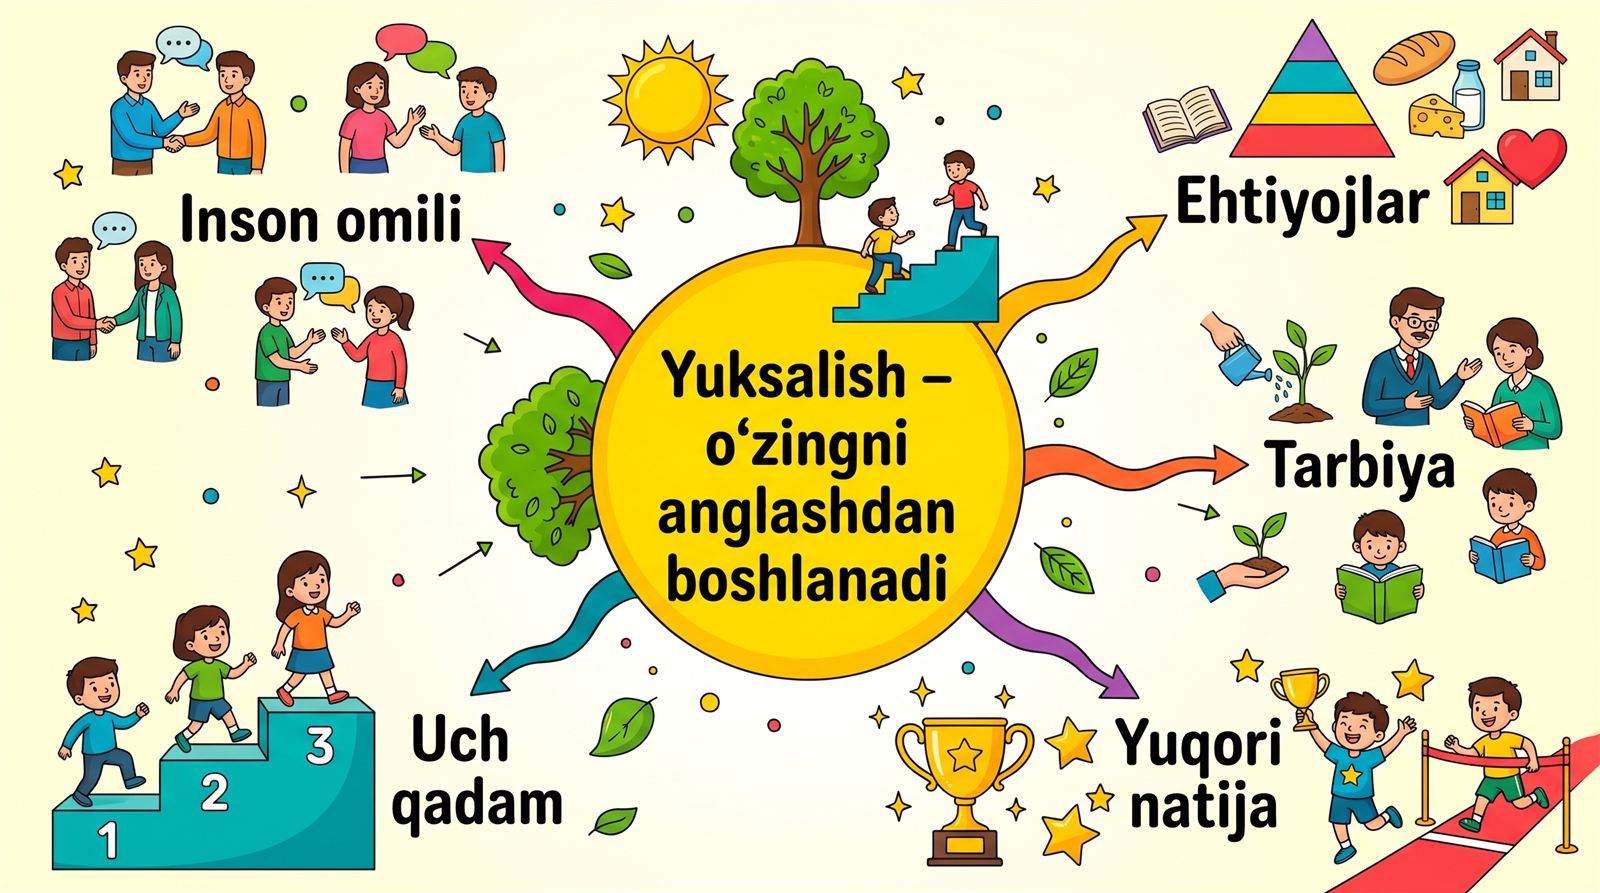 Inson omili
Ehtiyojlar
Yuksalish –
o‘zingni
anglashdan
boshlanadi
Tarbiya
Uch
qadam
1
2
3
Yuqori
natija